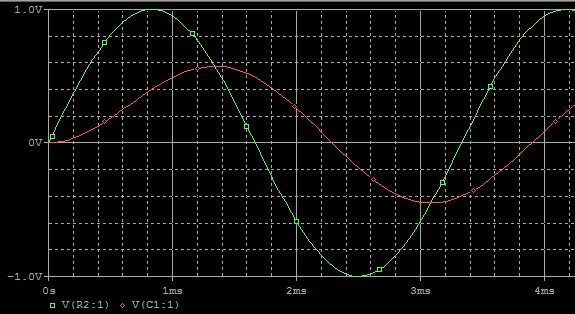 1.0V
0V
-1.0V
0s 1ms 2ms 3ms 4ms
V(R2:1) V(C1:1)